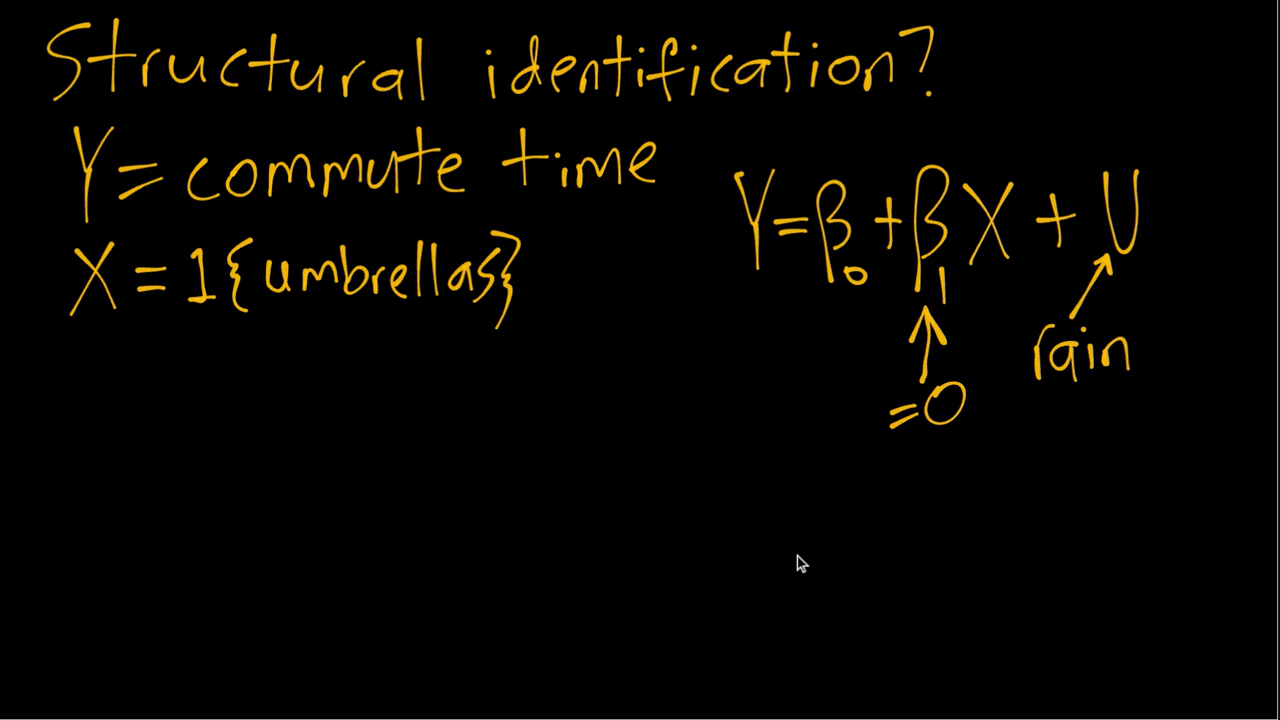 Structural identification?
Y = commute time
X = 1{umbrellas}
Y = β₀ + β₁X + U
rain
=0